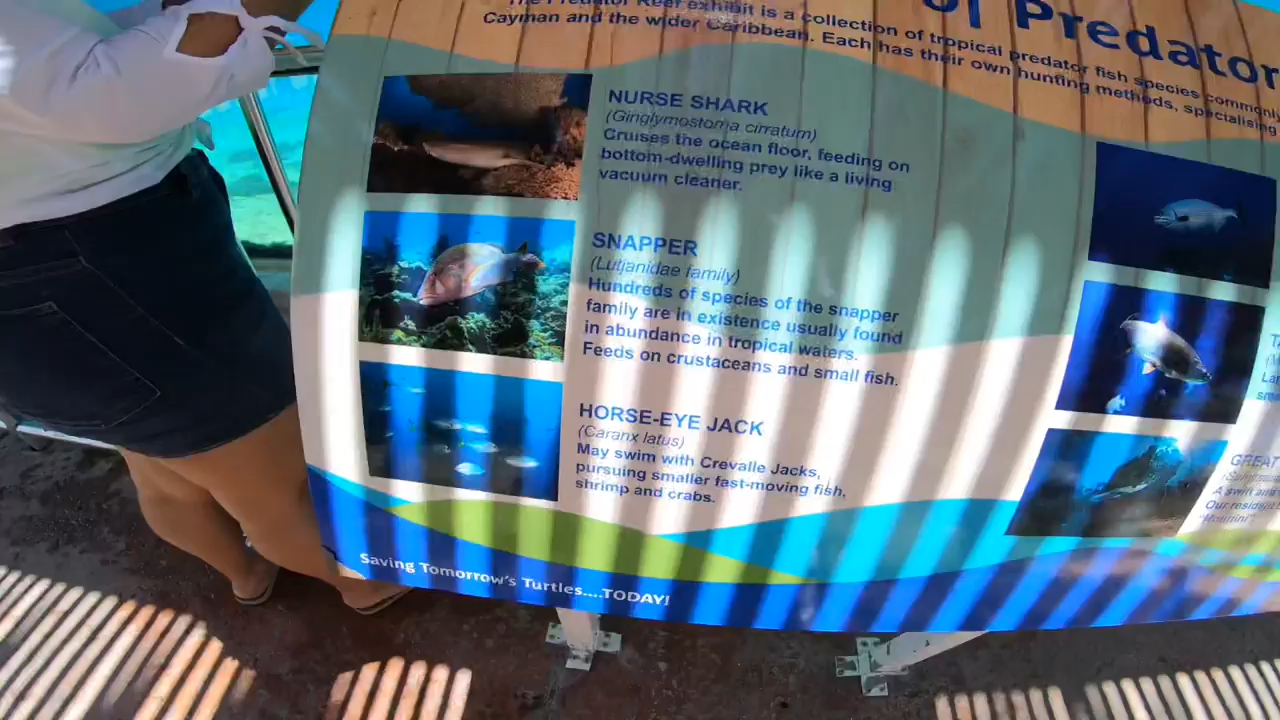 of Predator
The Predator Reef exhibit is a collection of tropical predator fish species commonly
Cayman and the wider Caribbean. Each has their own hunting methods, specialising
NURSE SHARK
(Ginglymostoma cirratum)
Cruises the ocean floor, feeding on
bottom-dwelling prey like a living
vacuum cleaner.
SNAPPER
(Lutjanidae family)
Hundreds of species of the snapper
family are in existence usually found
in abundance in tropical waters.
Feeds on crustaceans and small fish.
HORSE-EYE JACK
(Caranx latus)
May swim with Crevalle Jacks,
pursuing smaller fast-moving fish,
shrimp and crabs.
GREAT
A swift and
Our resident
Saving Tomorrow's Turtles....TODAY!